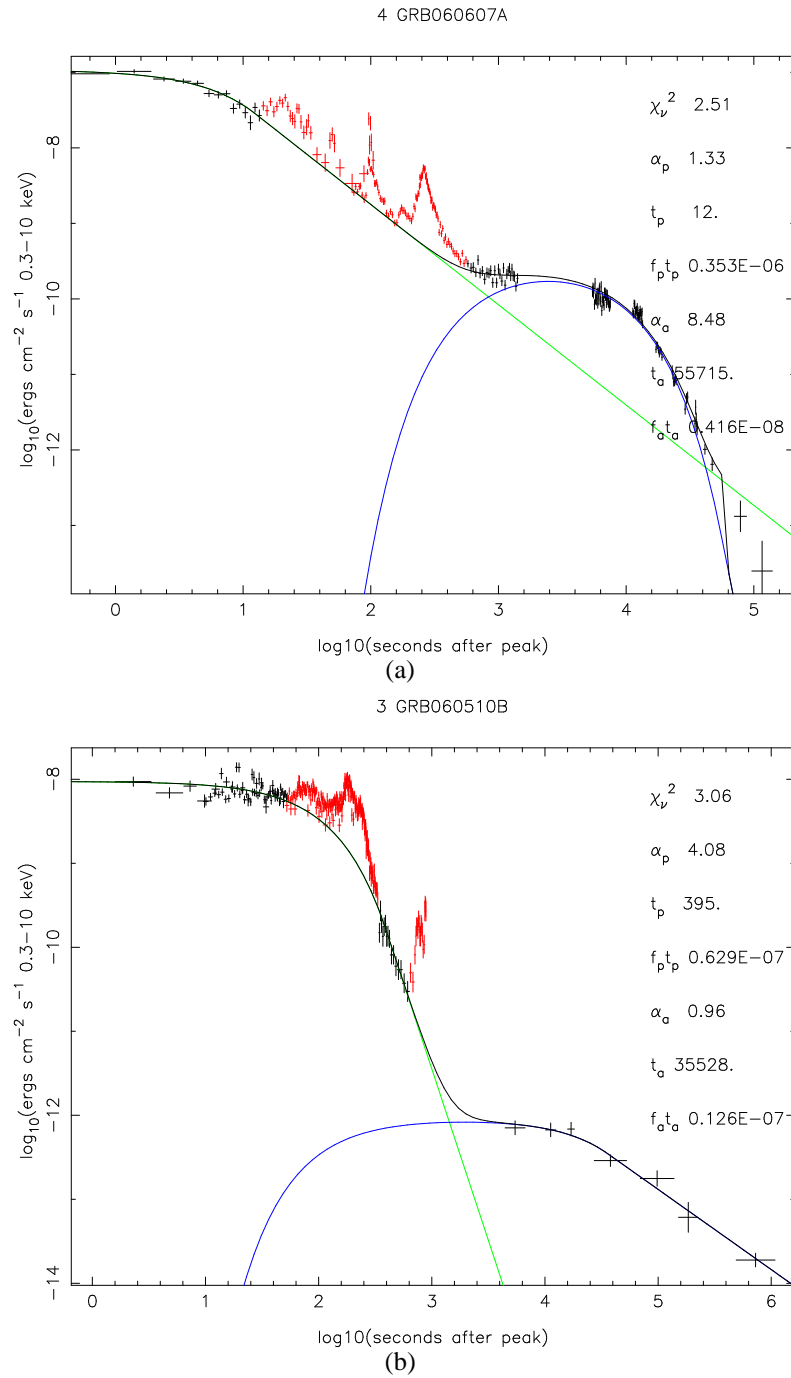 4 GRB060607A
χν² 2.51
αp 1.33
tp 12.
fptp 0.353E−06
αa 8.48
ta 55715.
fata 0.416E−08
log10(ergs cm−2 s−1 0.3−10 keV)
−8
−10
−12
0 1 2 3 4 5
log10(seconds after peak)
(a)
3 GRB060510B
χν² 3.06
αp 4.08
tp 395.
fptp 0.629E−07
αa 0.96
ta 35528.
fata 0.126E−07
log10(ergs cm−2 s−1 0.3−10 keV)
−8
−10
−12
−14
0 1 2 3 4 5 6
log10(seconds after peak)
(b)